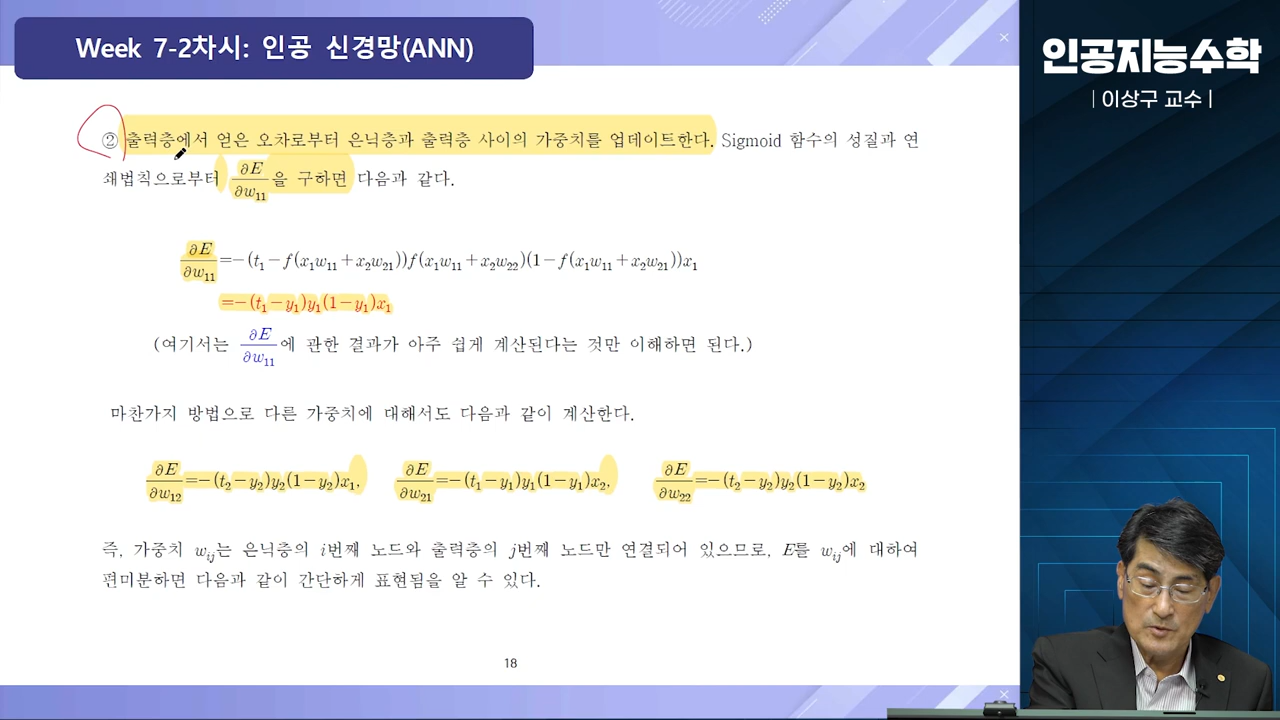 Week 7-2차시: 인공 신경망(ANN)
인공지능수학
| 이상구 교수 |
② 출력층에서 얻은 오차로부터 은닉층과 출력층 사이의 가중치를 업데이트한다. Sigmoid 함수의 성질과 연
쇄법칙으로부터 ∂E/∂w₁₁을 구하면 다음과 같다.
∂E/∂w₁₁=−(t₁−f(x₁w₁₁+x₂w₂₁))f(x₁w₁₁+x₂w₂₂)(1−f(x₁w₁₁+x₂w₂₁))x₁
=−(t₁−y₁)y₁(1−y₁)x₁
(여기서는 ∂E/∂w₁₁에 관한 결과가 아주 쉽게 계산된다는 것만 이해하면 된다.)
마찬가지 방법으로 다른 가중치에 대해서도 다음과 같이 계산한다.
∂E/∂w₁₂=−(t₂−y₂)y₂(1−y₂)x₁, ∂E/∂w₂₁=−(t₁−y₁)y₁(1−y₁)x₂, ∂E/∂w₂₂=−(t₂−y₂)y₂(1−y₂)x₂
즉, 가중치 wᵢⱼ는 은닉층의 i번째 노드와 출력층의 j번째 노드만 연결되어 있으므로, E를 wᵢⱼ에 대하여
편미분하면 다음과 같이 간단하게 표현됨을 알 수 있다.
18